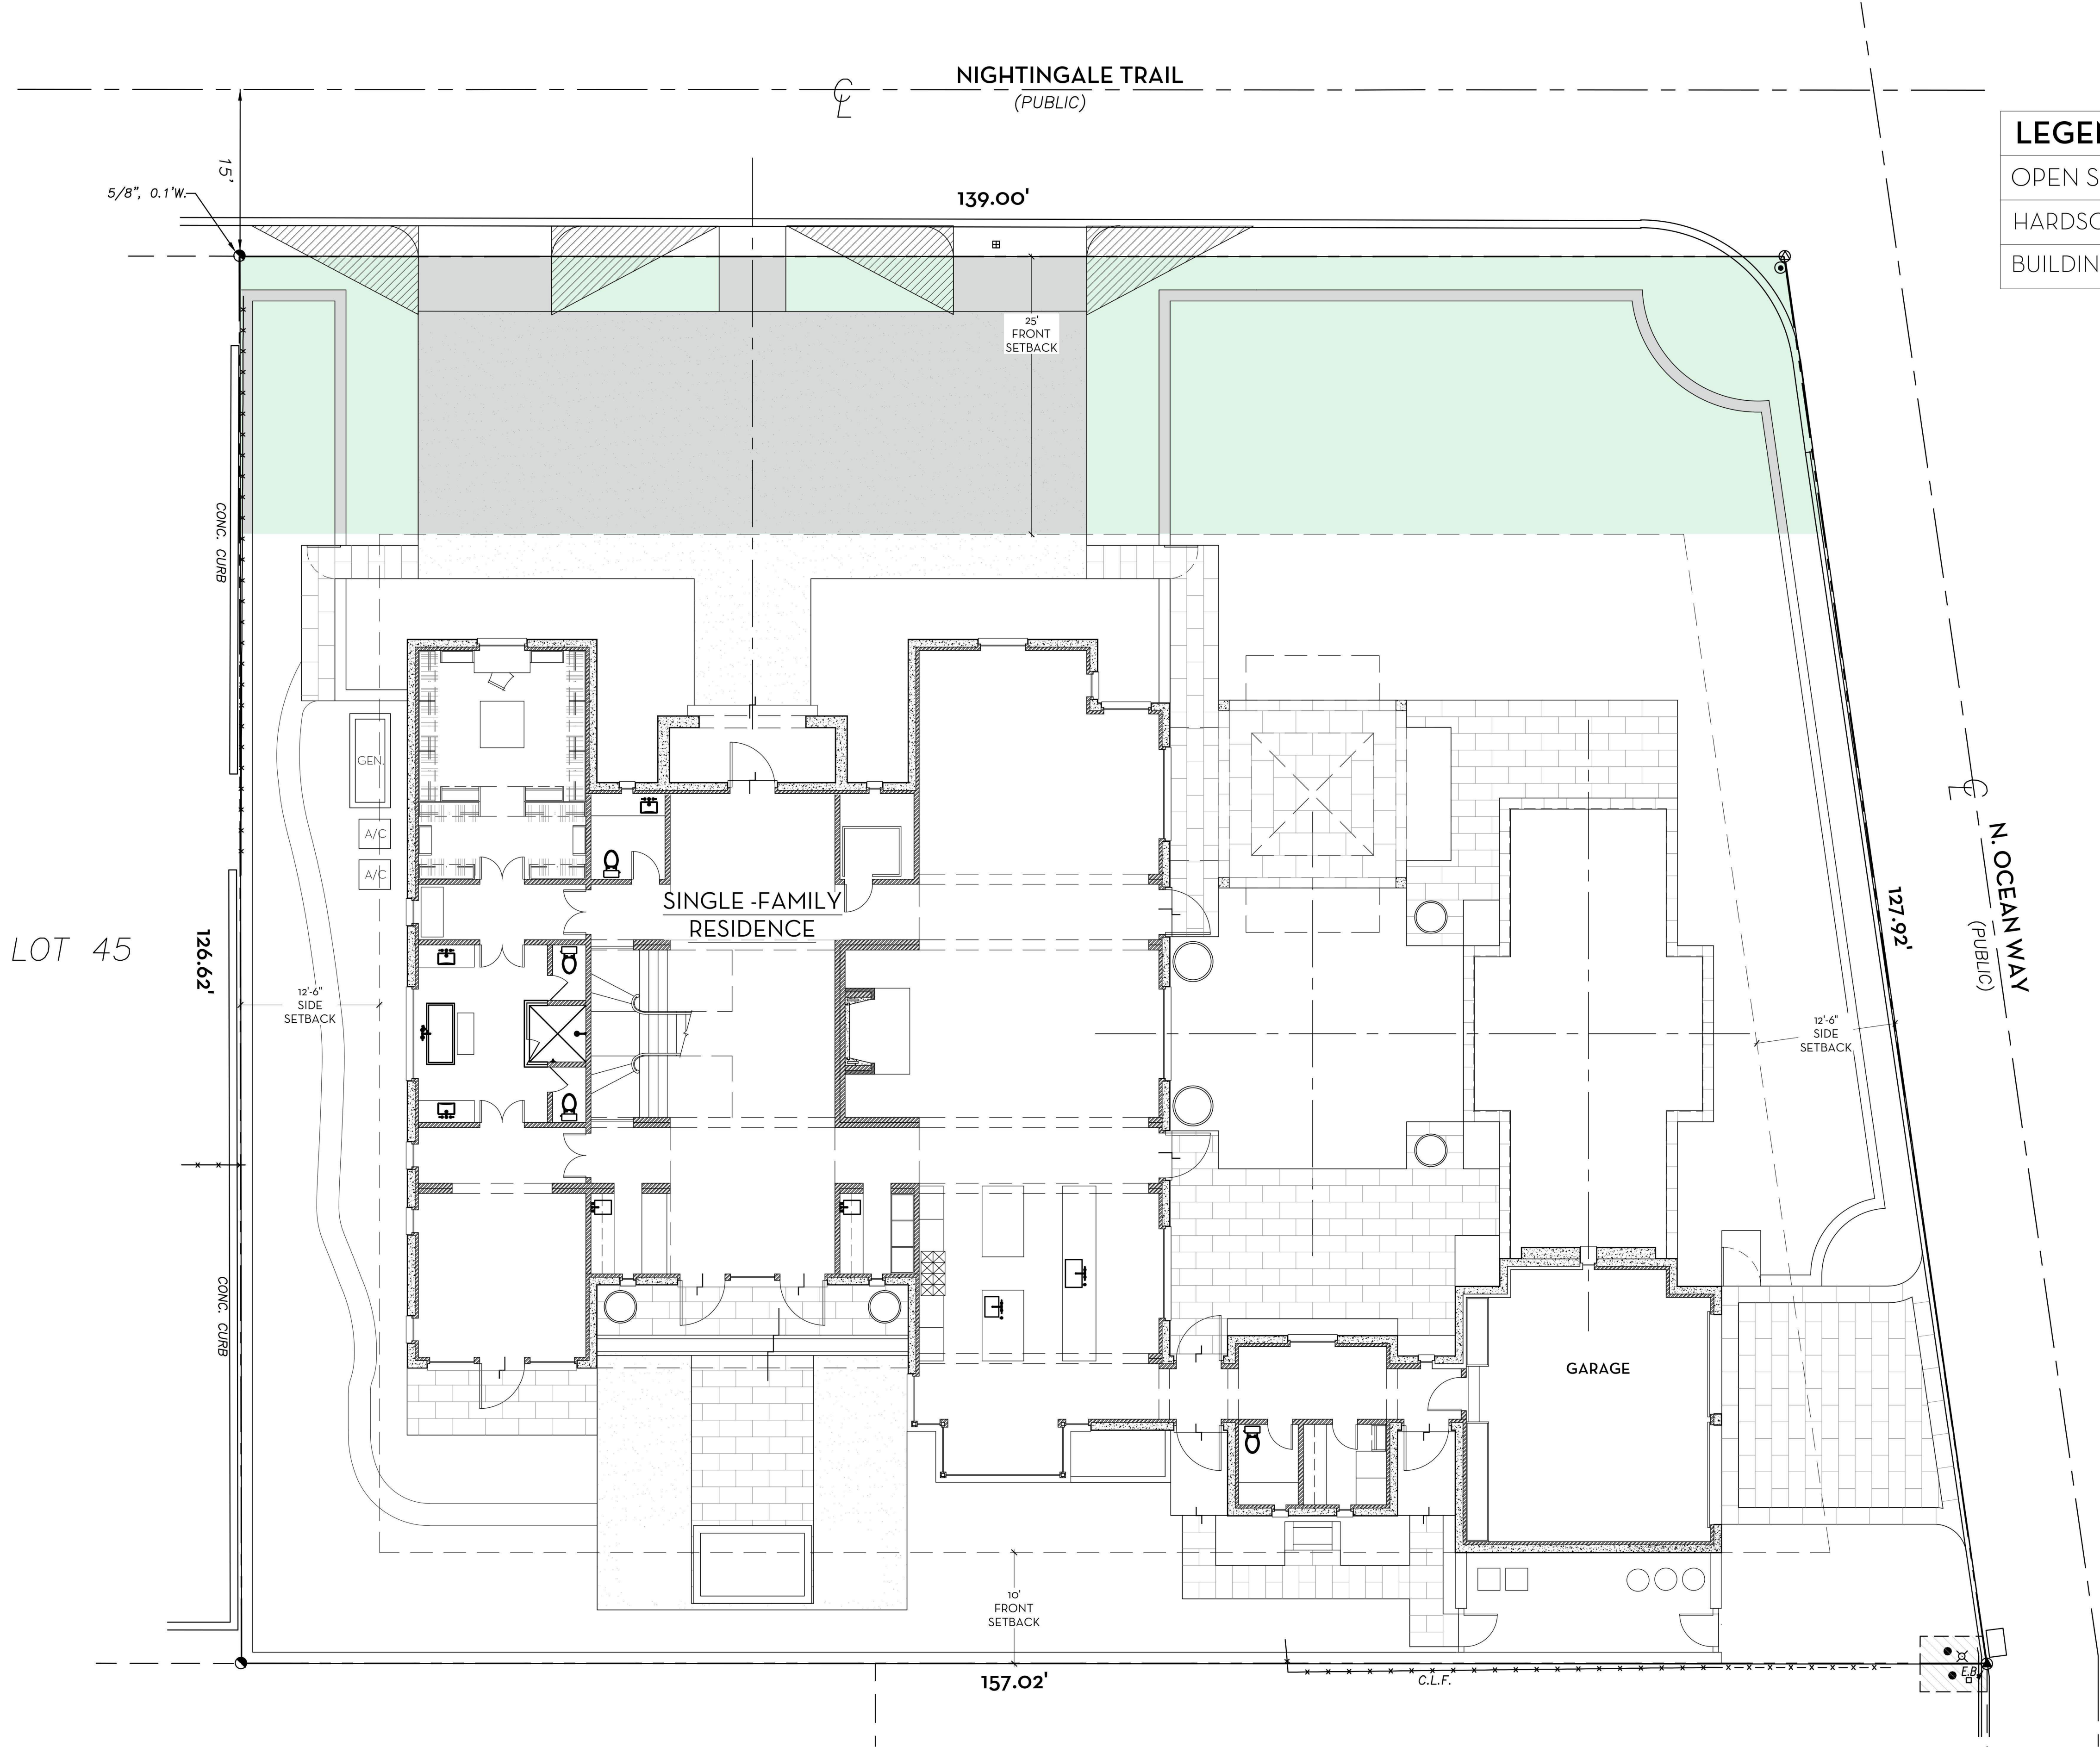 NIGHTINGALE TRAIL
(PUBLIC)
15'
5/8", 0.1'W.
139.00'
LEGEN
OPEN S
HARDSC
BUILDIN
25'
FRONT
SETBACK
CONC. CURB
GEN.
A/C
A/C
SINGLE -FAMILY
RESIDENCE
LOT 45
126.62'
12'-6"
SIDE
SETBACK
N. OCEAN WAY
(PUBLIC)
127.92'
12'-6"
SIDE
SETBACK
CONC. CURB
GARAGE
10'
FRONT
SETBACK
157.02'
C.L.F.
E.B.